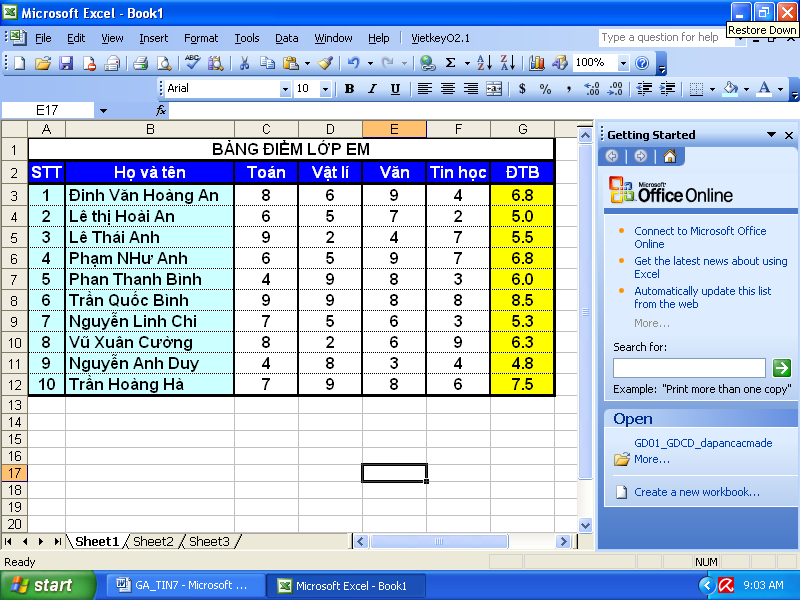 Microsoft Excel - Book1
Restore Down
File Edit View Insert Format Tools Data Window Help VietkeyO2.1 Type a question for help
100%
Arial 10 B I U $ % ,
E17 fx
A B C D E F G
1 BẢNG ĐIỂM LỚP EM
2 STT Họ và tên Toán Vật lí Văn Tin học ĐTB
3 1 Đinh Văn Hoàng An 8 6 9 4 6.8
4 2 Lê thị Hoài An 6 5 7 2 5.0
5 3 Lê Thái Anh 9 2 4 7 5.5
6 4 Phạm NHư Anh 6 5 9 7 6.8
7 5 Phan Thanh Bình 4 9 8 3 6.0
8 6 Trần Quốc Bình 9 9 8 8 8.5
9 7 Nguyễn Linh Chi 7 5 6 3 5.3
10 8 Vũ Xuân Cương 8 2 6 9 6.3
11 9 Nguyễn Anh Duy 4 8 3 4 4.8
12 10 Trần Hoàng Hà 7 9 8 6 7.5
13
14
15
16
17
18
19
20
Sheet1 Sheet2 Sheet3
Ready
NUM
Getting Started
Microsoft
Office Online
Connect to Microsoft Office
Online
Get the latest news about using
Excel
Automatically update this list
from the web
More...
Search for:
Example: "Print more than one copy"
Open
GD01_GDCD_dapancacmade
More...
Create a new workbook...
start GA_TIN7 - Microsoft ... Microsoft Excel - Book1 9:03 AM